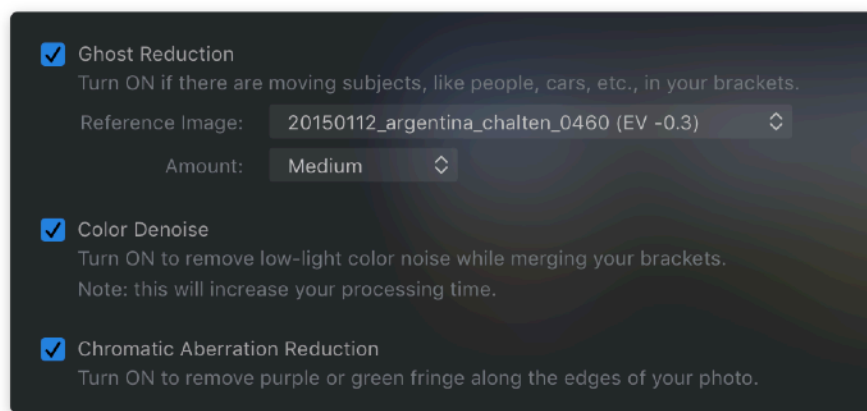 Ghost Reduction
Turn ON if there are moving subjects, like people, cars, etc., in your brackets.
Reference Image: 20150112_argentina_chalten_0460 (EV -0.3)
Amount: Medium
Color Denoise
Turn ON to remove low-light color noise while merging your brackets.
Note: this will increase your processing time.
Chromatic Aberration Reduction
Turn ON to remove purple or green fringe along the edges of your photo.